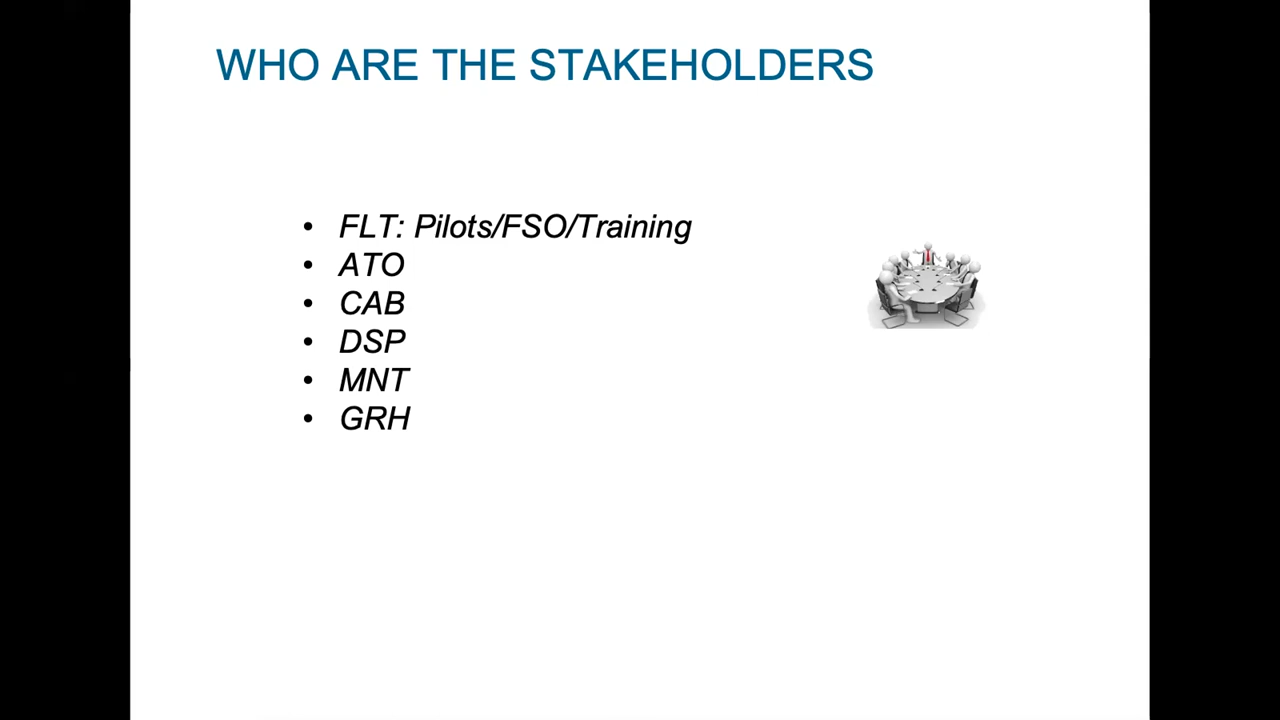 WHO ARE THE STAKEHOLDERS
• FLT: Pilots/FSO/Training
• ATO
• CAB
• DSP
• MNT
• GRH